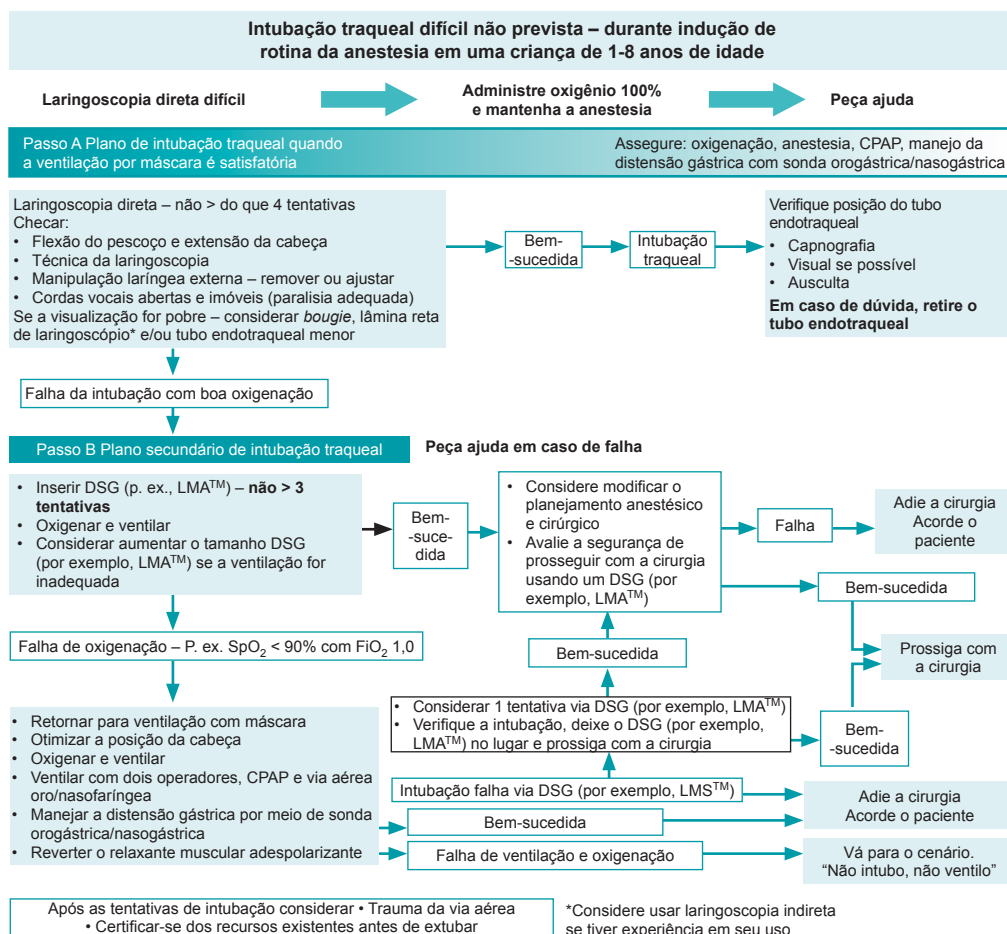 Intubação traqueal difícil não prevista – durante indução de
rotina da anestesia em uma criança de 1-8 anos de idade
Laringoscopia direta difícil
Administre oxigênio 100%
e mantenha a anestesia
Peça ajuda
Passo A Plano de intubação traqueal quando
a ventilação por máscara é satisfatória
Assegure: oxigenação, anestesia, CPAP, manejo da
distensão gástrica com sonda orogástrica/nasogástrica
Laringoscopia direta – não > do que 4 tentativas
Checar:
• Flexão do pescoço e extensão da cabeça
• Técnica da laringoscopia
• Manipulação laríngea externa – remover ou ajustar
• Cordas vocais abertas e imóveis (paralisia adequada)
Se a visualização for pobre – considerar bougie, lâmina reta
de laringoscópio* e/ou tubo endotraqueal menor
Bem-
-sucedida
Intubação
traqueal
Verifique posição do tubo
endotraqueal
• Capnografia
• Visual se possível
• Ausculta
Em caso de dúvida, retire o
tubo endotraqueal
Falha da intubação com boa oxigenação
Passo B Plano secundário de intubação traqueal
Peça ajuda em caso de falha
• Inserir DSG (p. ex., LMA™) – não > 3
tentativas
• Oxigenar e ventilar
• Considerar aumentar o tamanho DSG
(por exemplo, LMA™) se a ventilação for
inadequada
Bem-
-suce-
dida
• Considere modificar o
planejamento anestésico
e cirúrgico
• Avalie a segurança de
prosseguir com a cirurgia
usando um DSG (por
exemplo, LMA™)
Falha
Adie a cirurgia
Acorde o
paciente
Bem-sucedida
Prossiga com
a cirurgia
Falha de oxigenação – P. ex. SpO₂ < 90% com FiO₂ 1,0
Bem-sucedida
• Considerar 1 tentativa via DSG (por exemplo, LMA™)
• Verifique a intubação, deixe o DSG (por exemplo,
LMA™) no lugar e prossiga com a cirurgia
Bem-
-sucedida
• Retornar para ventilação com máscara
• Otimizar a posição da cabeça
• Oxigenar e ventilar
• Ventilar com dois operadores, CPAP e via aérea
oro/nasofaríngea
• Manejar a distensão gástrica por meio de sonda
orogástrica/nasogástrica
• Reverter o relaxante muscular adespolarizante
Intubação falha via DSG (por exemplo, LMS™)
Bem-sucedida
Adie a cirurgia
Acorde o paciente
Falha de ventilação e oxigenação
Vá para o cenário.
“Não intubo, não ventilo”
Após as tentativas de intubação considerar • Trauma da via aérea
• Certificar-se dos recursos existentes antes de extubar
*Considere usar laringoscopia indireta
se tiver experiência em seu uso